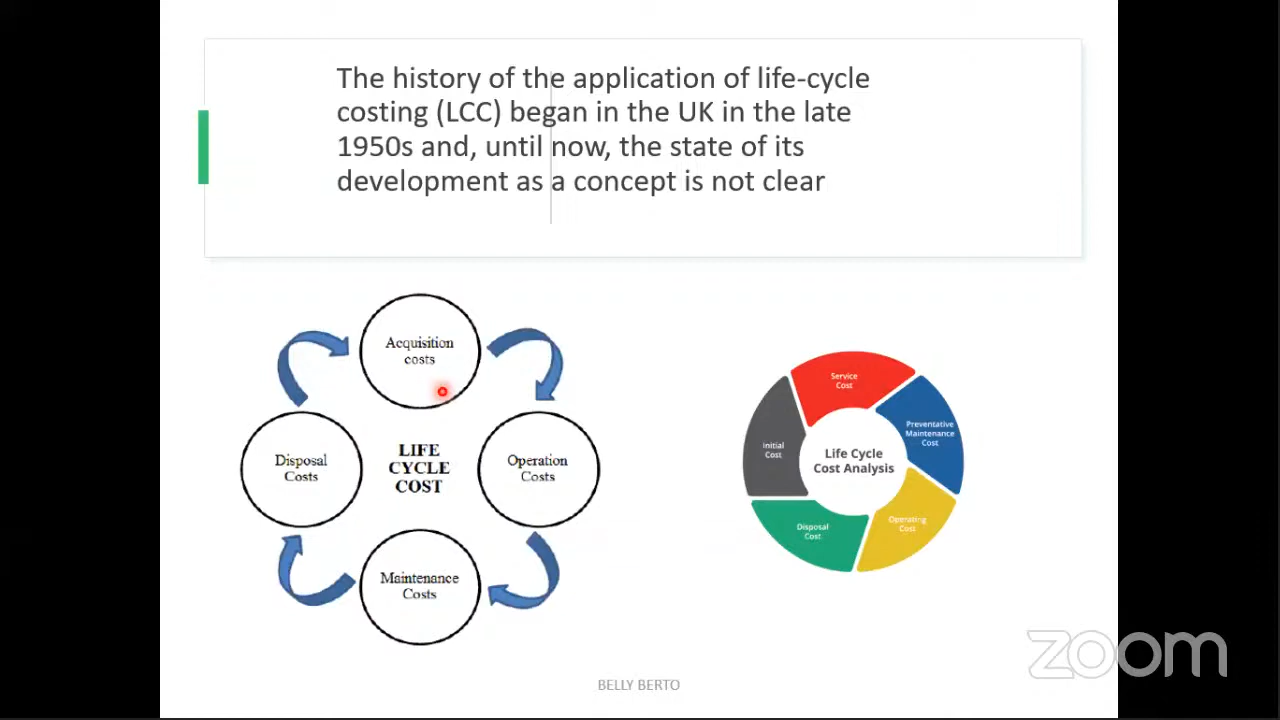 The history of the application of life-cycle
costing (LCC) began in the UK in the late
1950s and, until now, the state of its
development as a concept is not clear
Acquisition
costs
Disposal
Costs
LIFE
CYCLE
COST
Operation
Costs
Maintenance
Costs
Service
Cost
Preventative
Maintenance
Cost
Initial
Cost
Life Cycle
Cost Analysis
Operating
Cost
Disposal
Cost
zoom
BELLY BERTO